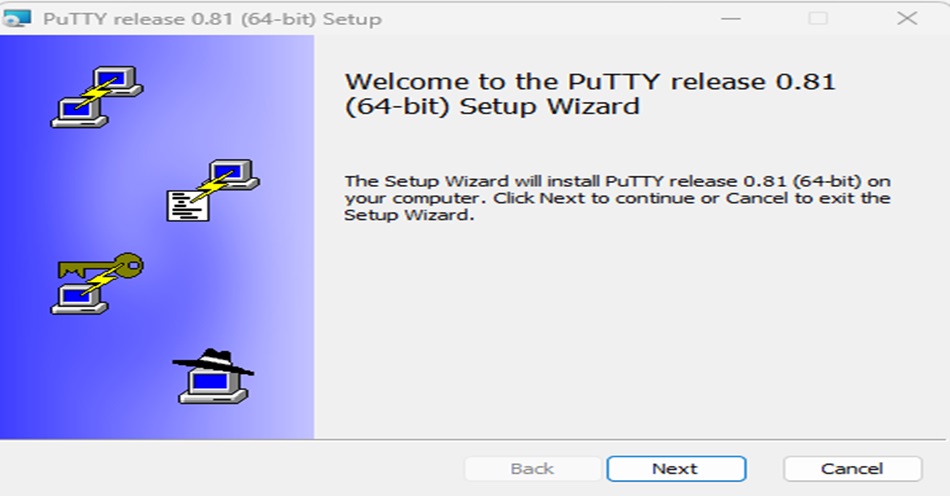 PuTTY release 0.81 (64-bit) Setup
Welcome to the PuTTY release 0.81
(64-bit) Setup Wizard
The Setup Wizard will install PuTTY release 0.81 (64-bit) on
your computer. Click Next to continue or Cancel to exit the
Setup Wizard.
Back
Next
Cancel